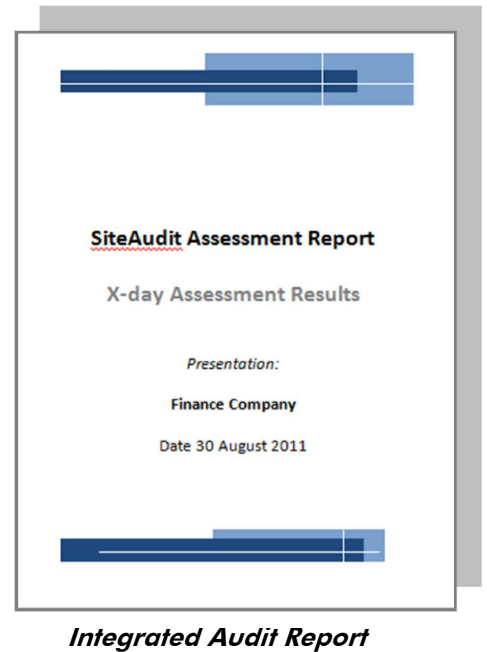 SiteAudit Assessment Report
X-day Assessment Results
Presentation:
Finance Company
Date 30 August 2011
Integrated Audit Report